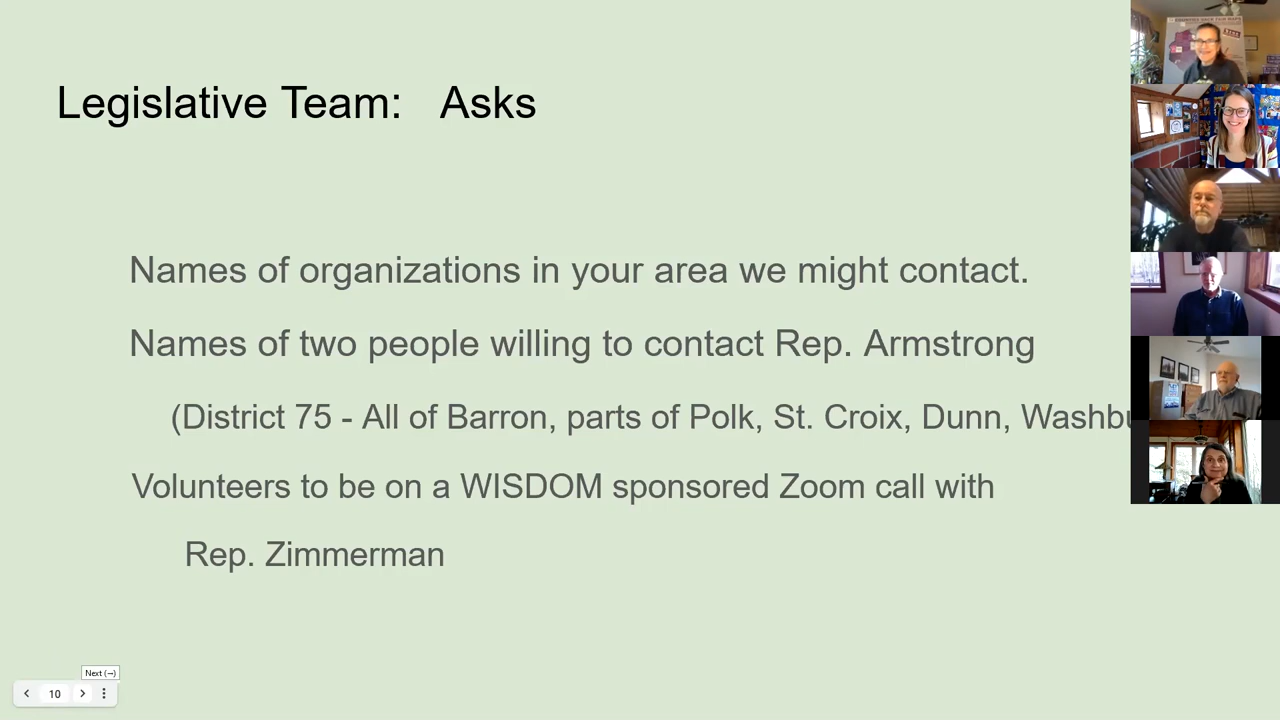 Legislative Team: Asks
Names of organizations in your area we might contact.
Names of two people willing to contact Rep. Armstrong
(District 75 - All of Barron, parts of Polk, St. Croix, Dunn,
Volunteers to be on a WISDOM sponsored Zoom call with
Rep. Zimmerman
Next (→)
10